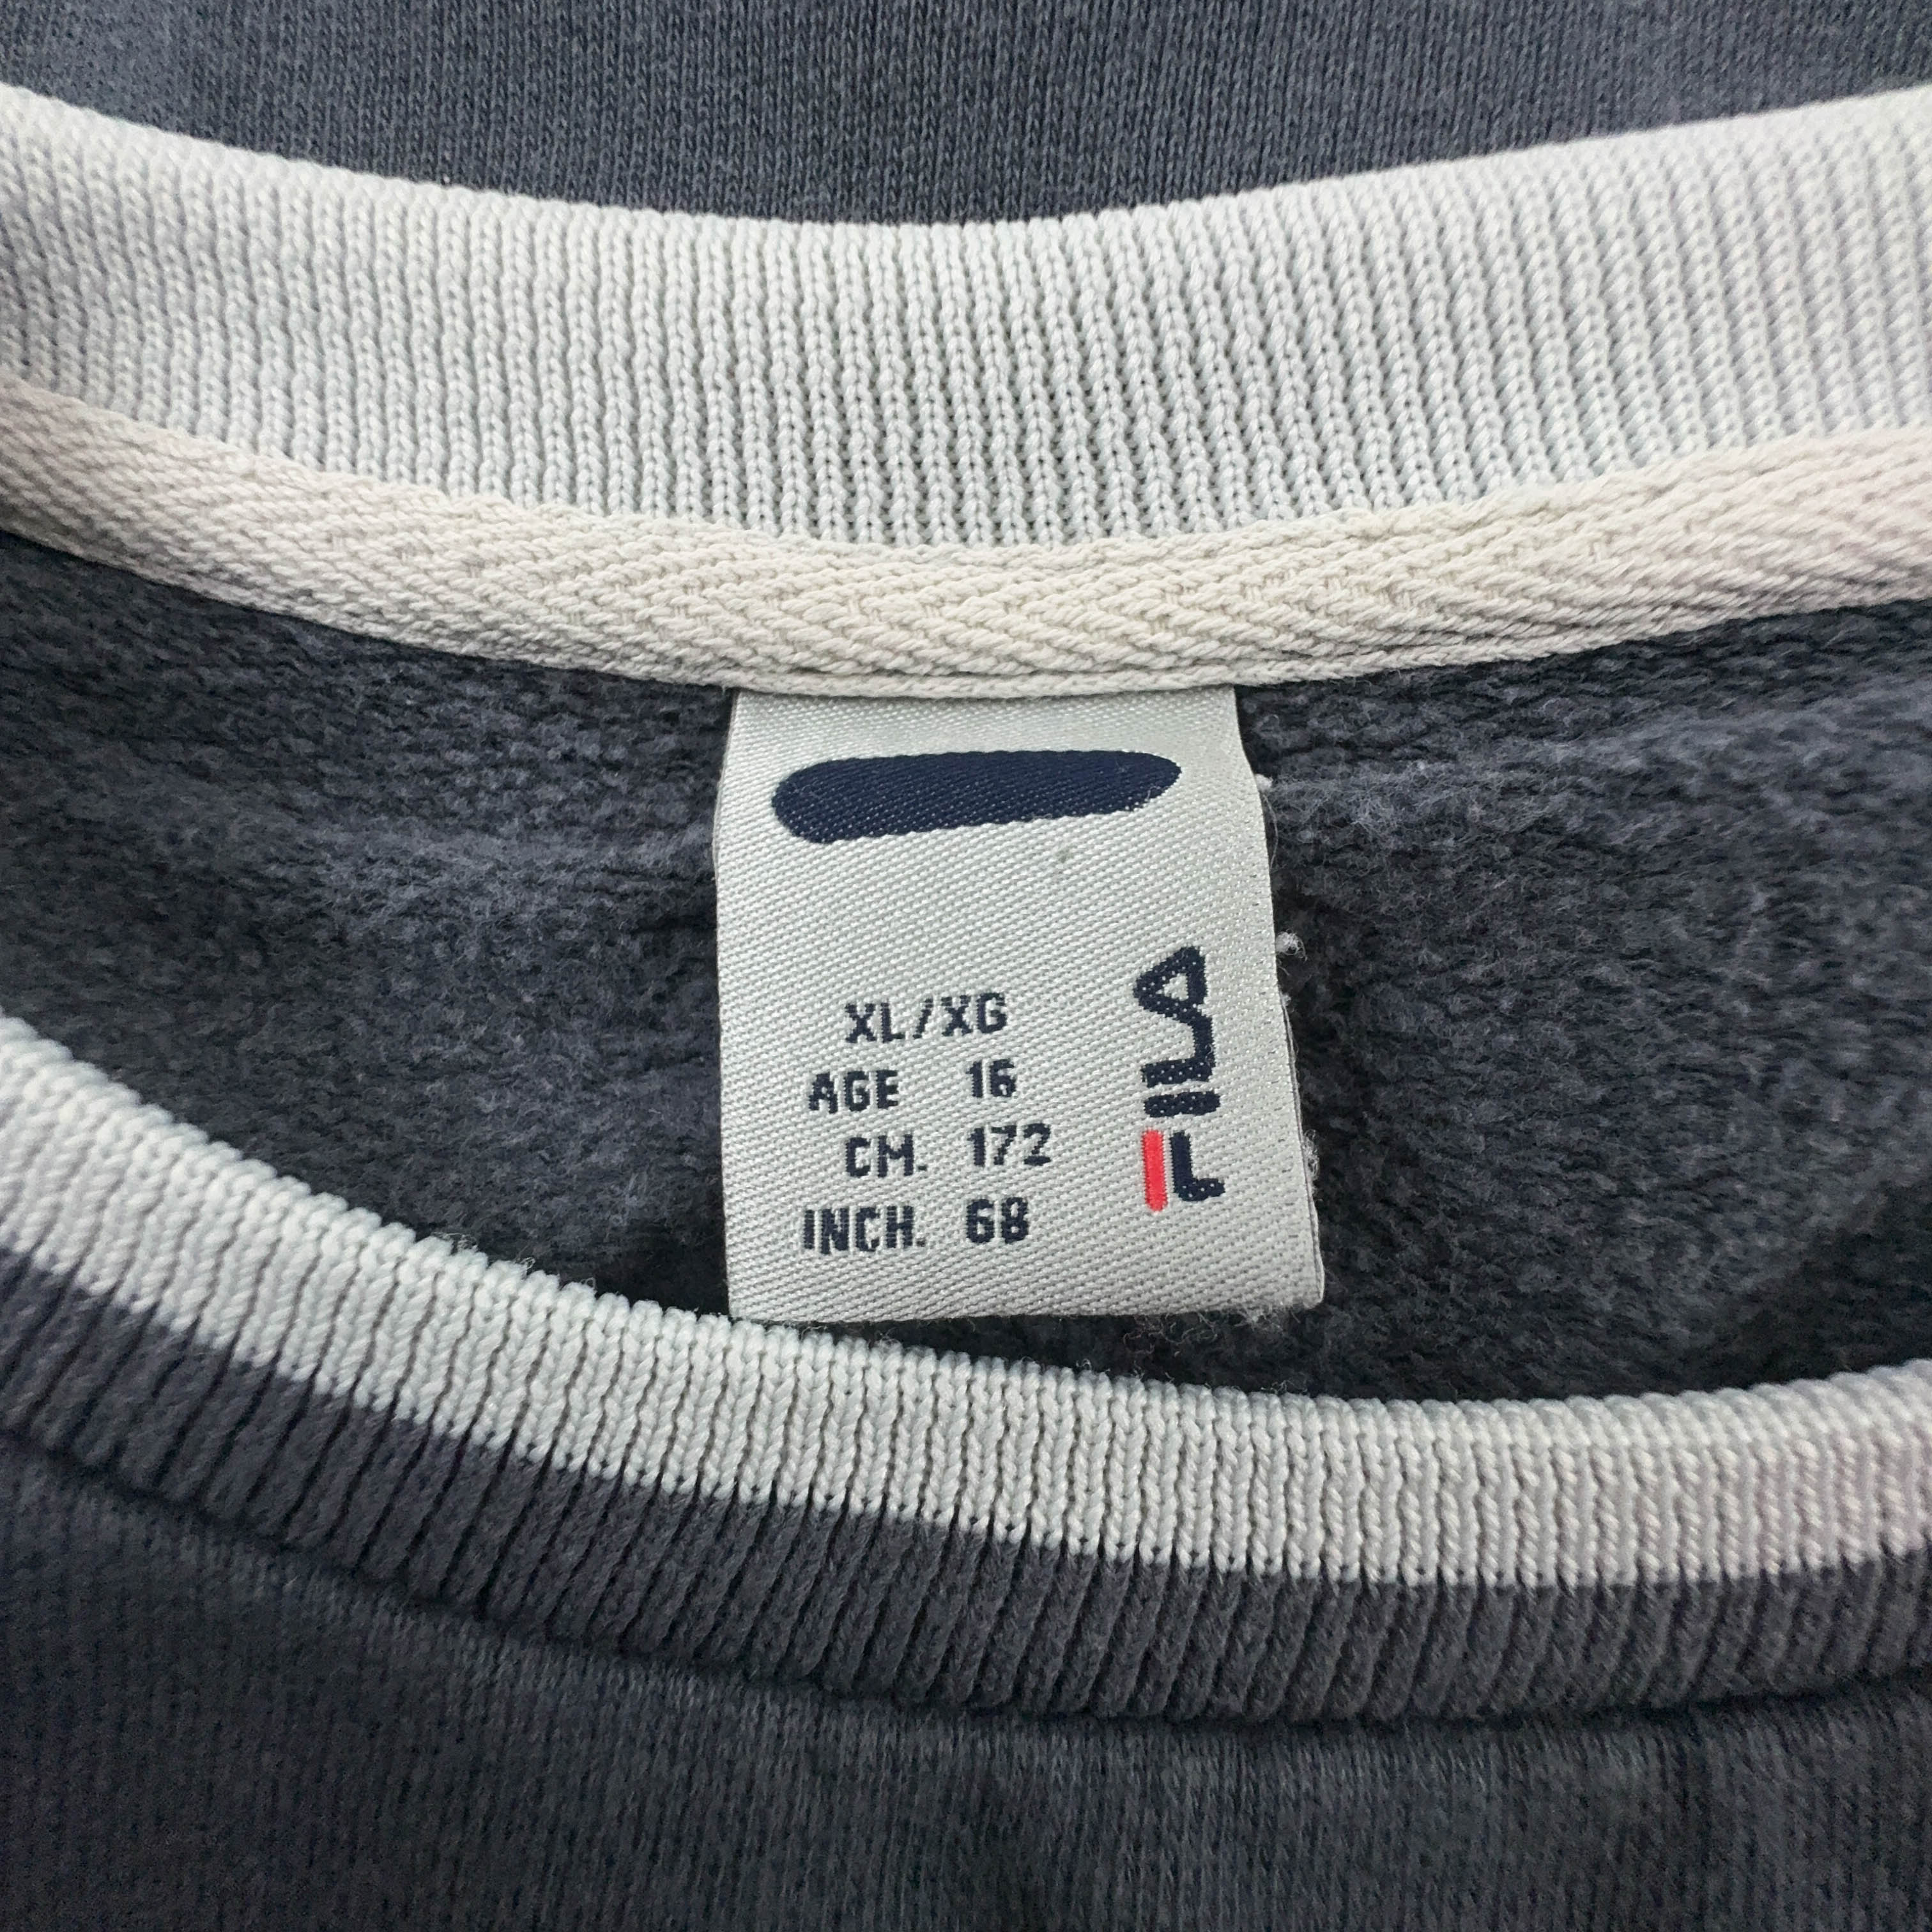 XL/XG
AGE 16
CM. 172
INCH. 68
FILA